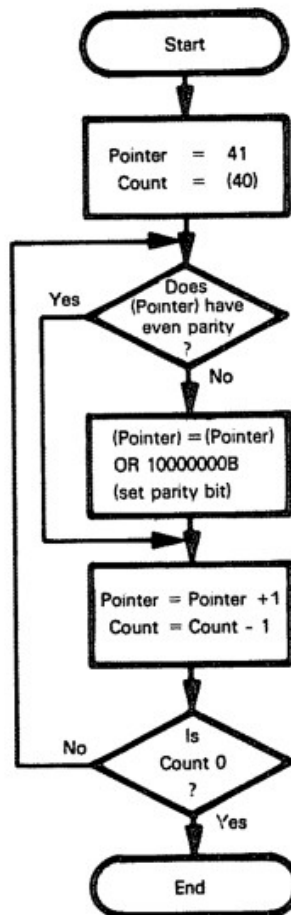 Start
Pointer = 41
Count = (40)
Does
Yes
(Pointer) have
even parity
?
No
(Pointer) = (Pointer)
OR 10000000B
(set parity bit)
Pointer = Pointer +1
Count = Count - 1
Is
No
Count 0
?
Yes
End